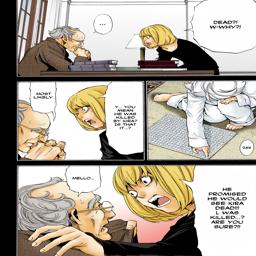 ...
DEAD?!
W-WHY?!
MOST
LIKELY.
Y... YOU
MEAN HE
WAS KILLED
BY KIRA?
IS THAT
IT..?
MELLO...
HE
PROMISED
HE WOULD
SEE KIRA
DEAD!!!
L WAS
KILLED..?
ARE YOU
SURE?!